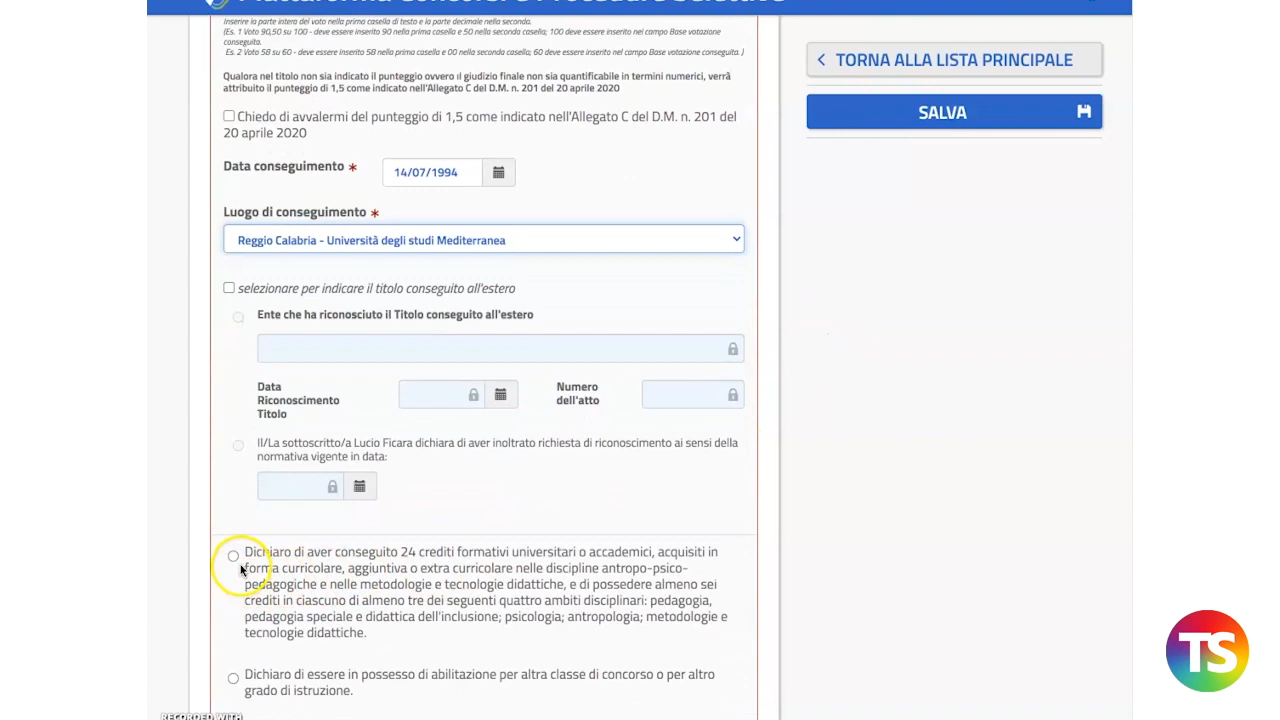 Piattaforma Concorsi e Procedure Selettive
Inserire la parte intera del voto nella prima casella di testo e la parte decimale nella seconda.
(Es. 1 Voto 90,50 su 100 - deve essere inserito 90 nella prima casella e 50 nella seconda casella; 100 deve essere inserito nel campo Base votazione
conseguita.
Es. 2 Voto 58 su 60 - deve essere inserito 58 nella prima casella e 00 nella seconda casella; 60 deve essere inserito nel campo Base votazione conseguita. )
Qualora nel titolo non sia indicato il punteggio ovvero il giudizio finale non sia quantificabile in termini numerici, verrà
attribuito il punteggio di 1,5 come indicato nell'Allegato C del D.M. n. 201 del 20 aprile 2020
Chiedo di avvalermi del punteggio di 1,5 come indicato nell'Allegato C del D.M. n. 201 del
20 aprile 2020
Data conseguimento *
14/07/1994
Luogo di conseguimento *
Reggio Calabria - Università degli studi Mediterranea
selezionare per indicare il titolo conseguito all'estero
Ente che ha riconosciuto il Titolo conseguito all'estero
Data
Riconoscimento
Titolo
Numero
dell'atto
Il/La sottoscritto/a Lucio Ficara dichiara di aver inoltrato richiesta di riconoscimento ai sensi della
normativa vigente in data:
Dichiaro di aver conseguito 24 crediti formativi universitari o accademici, acquisiti in
forma curricolare, aggiuntiva o extra curricolare nelle discipline antropo-psico-
pedagogiche e nelle metodologie e tecnologie didattiche, e di possedere almeno sei
crediti in ciascuno di almeno tre dei seguenti quattro ambiti disciplinari: pedagogia,
pedagogia speciale e didattica dell'inclusione; psicologia; antropologia; metodologie e
tecnologie didattiche.
Dichiaro di essere in possesso di abilitazione per altra classe di concorso o per altro
grado di istruzione.
TORNA ALLA LISTA PRINCIPALE
SALVA
TS
RECORDED WITH